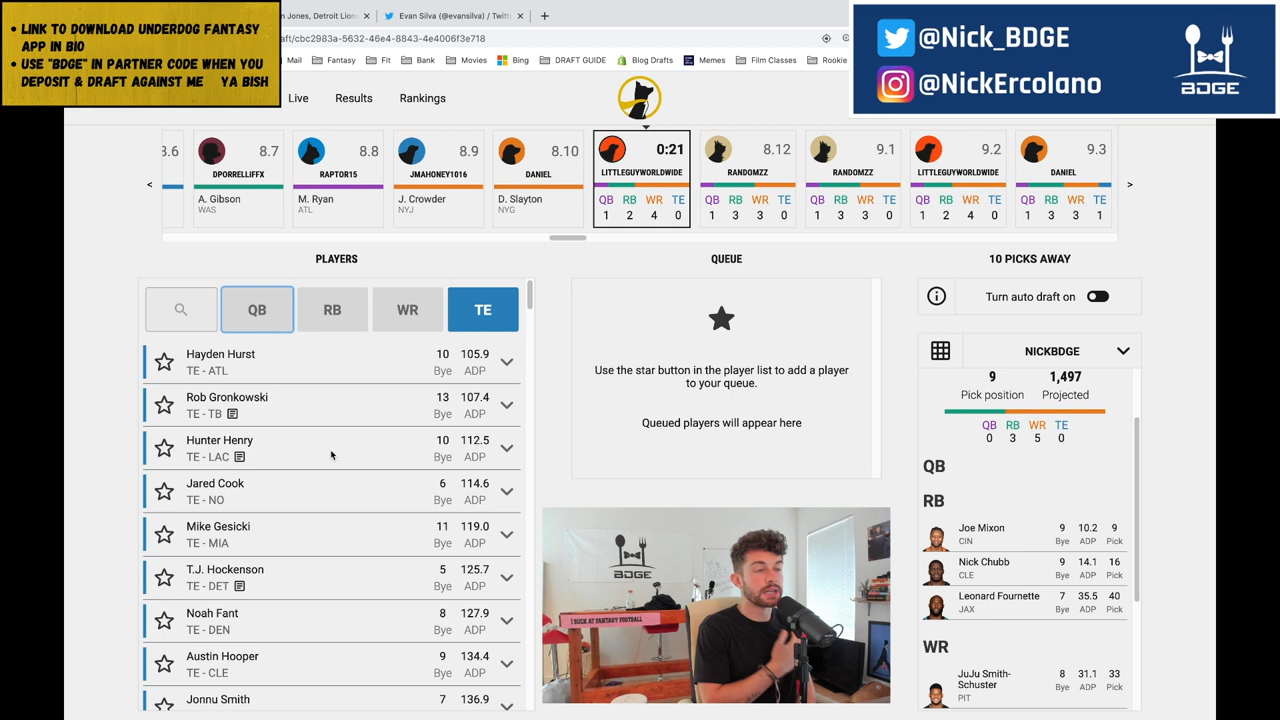 • LINK TO DOWNLOAD UNDERDOG FANTASY
APP IN BIO
• USE "BDGE" IN PARTNER CODE WHEN YOU
DEPOSIT & DRAFT AGAINST ME YA BISH
n Jones, Detroit Lion
Evan Silva (@evansilva) / Twitt
aft/cbc2983a-5632-46e4-8843-4e4006f3e718
Mail Fantasy Fit Bank Movies Bing DRAFT GUIDE Blog Drafts Memes Film Classes Rookie
@Nick_BDGE
@NickErcolano
BDGE
Live Results Rankings
8.6 8.7 8.8 8.9 8.10 0:21 8.12 9.1 9.2 9.3
DPORRELLIFFX RAPTOR15 JMAHONEY1016 DANIEL LITTLEGUYWORLDWIDE RANDOMZZ RANDOMZZ LITTLEGUYWORLDWIDE DANIEL
A. Gibson M. Ryan J. Crowder D. Slayton QB RB WR TE QB RB WR TE QB RB WR TE QB RB WR TE QB RB WR TE
WAS ATL NYJ NYG 1 2 4 0 1 3 3 0 1 3 3 0 1 2 4 0 1 3 3 1
< >
PLAYERS
QB RB WR TE
Hayden Hurst 10 105.9
TE - ATL Bye ADP
Rob Gronkowski 13 107.4
TE - TB Bye ADP
Hunter Henry 10 112.5
TE - LAC Bye ADP
Jared Cook 6 114.6
TE - NO Bye ADP
Mike Gesicki 11 119.0
TE - MIA Bye ADP
T.J. Hockenson 5 125.7
TE - DET Bye ADP
Noah Fant 8 127.9
TE - DEN Bye ADP
Austin Hooper 9 134.4
TE - CLE Bye ADP
Jonnu Smith 7 136.9
QUEUE
Use the star button in the player list to add a player
to your queue.
Queued players will appear here
BDGE
I SUCK AT FANTASY FOOTBALL
10 PICKS AWAY
Turn auto draft on
NICKBDGE
9 1,497
Pick position Projected
QB RB WR TE
0 3 5 0
QB
RB
Joe Mixon 9 10.2 9
CIN Bye ADP Pick
Nick Chubb 9 14.1 16
CLE Bye ADP Pick
Leonard Fournette 7 35.5 40
JAX Bye ADP Pick
WR
JuJu Smith- 8 31.1 33
Schuster Bye ADP Pick
PIT